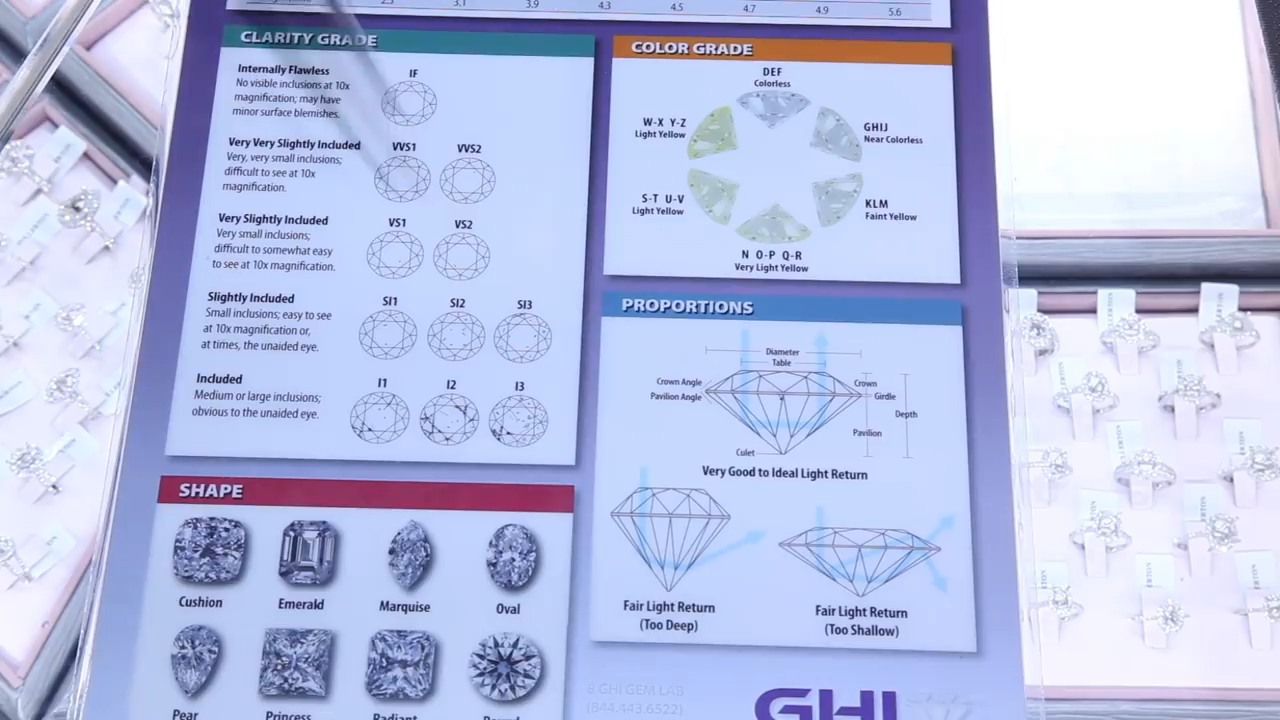 2.5 3.1 3.9 4.3 4.5 4.7 4.9 5.6
CLARITY GRADE
Internally Flawless
No visible inclusions at 10x
magnification; may have
minor surface blemishes.
IF
Very Very Slightly Included
Very, very small inclusions;
difficult to see at 10x
magnification.
VVS1 VVS2
Very Slightly Included
Very small inclusions;
difficult to somewhat easy
to see at 10x magnification.
VS1 VS2
Slightly Included
Small inclusions; easy to see
at 10x magnification or,
at times, the unaided eye.
SI1 SI2 SI3
Included
Medium or large inclusions;
obvious to the unaided eye.
I1 I2 I3
SHAPE
Cushion Emerald Marquise Oval
Pear Princess Radiant Round
COLOR GRADE
DEF
Colorless
W-X Y-Z
Light Yellow
GHIJ
Near Colorless
S-T U-V
Light Yellow
KLM
Faint Yellow
N O-P Q-R
Very Light Yellow
PROPORTIONS
Diameter
Table
Crown Angle
Crown
Pavilion Angle
Girdle
Depth
Pavilion
Culet
Very Good to Ideal Light Return
Fair Light Return
(Too Deep)
Fair Light Return
(Too Shallow)
GHI GEM LAB
(844.443.6522)
GHI